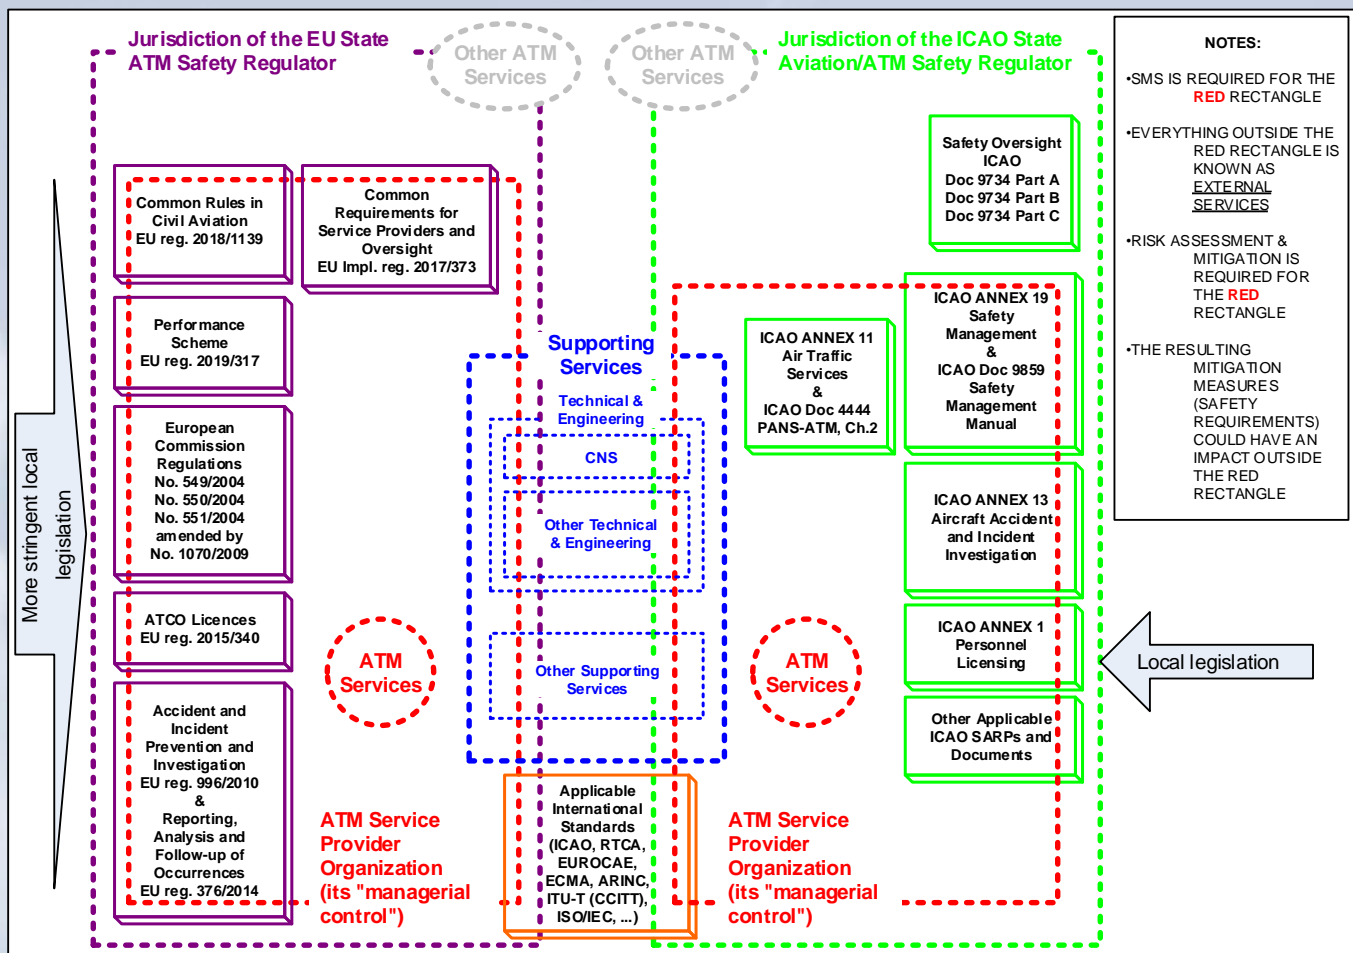 Jurisdiction of the EU State
ATM Safety Regulator
Other ATM
Services
Other ATM
Services
Jurisdiction of the ICAO State
Aviation/ATM Safety Regulator
More stringent local
legislation
Common Rules in
Civil Aviation
EU reg. 2018/1139
Common
Requirements for
Service Providers and
Oversight
EU Impl. reg. 2017/373
Performance
Scheme
EU reg. 2019/317
European
Commission
Regulations
No. 549/2004
No. 550/2004
No. 551/2004
amended by
No. 1070/2009
ATCO Licences
EU reg. 2015/340
Accident and
Incident
Prevention and
Investigation
EU reg. 996/2010
&
Reporting,
Analysis and
Follow-up of
Occurrences
EU reg. 376/2014
ATM
Services
ATM Service
Provider
Organization
(its "managerial
control")
Supporting
Services
Technical &
Engineering
CNS
Other Technical
& Engineering
Other Supporting
Services
Applicable
International
Standards
(ICAO, RTCA,
EUROCAE,
ECMA, ARINC,
ITU-T (CCITT),
ISO/IEC, ...)
Safety Oversight
ICAO
Doc 9734 Part A
Doc 9734 Part B
Doc 9734 Part C
ICAO ANNEX 11
Air Traffic
Services
&
ICAO Doc 4444
PANS-ATM, Ch.2
ICAO ANNEX 19
Safety
Management
&
ICAO Doc 9859
Safety
Management
Manual
ICAO ANNEX 13
Aircraft Accident
and Incident
Investigation
ICAO ANNEX 1
Personnel
Licensing
Other Applicable
ICAO SARPs and
Documents
ATM
Services
ATM Service
Provider
Organization
(its "managerial
control")
Local legislation
NOTES:
•SMS IS REQUIRED FOR THE
RED RECTANGLE
•EVERYTHING OUTSIDE THE
RED RECTANGLE IS
KNOWN AS
EXTERNAL
SERVICES
•RISK ASSESSMENT &
MITIGATION IS
REQUIRED FOR
THE RED
RECTANGLE
•THE RESULTING
MITIGATION
MEASURES
(SAFETY
REQUIREMENTS)
COULD HAVE AN
IMPACT OUTSIDE
THE RED
RECTANGLE